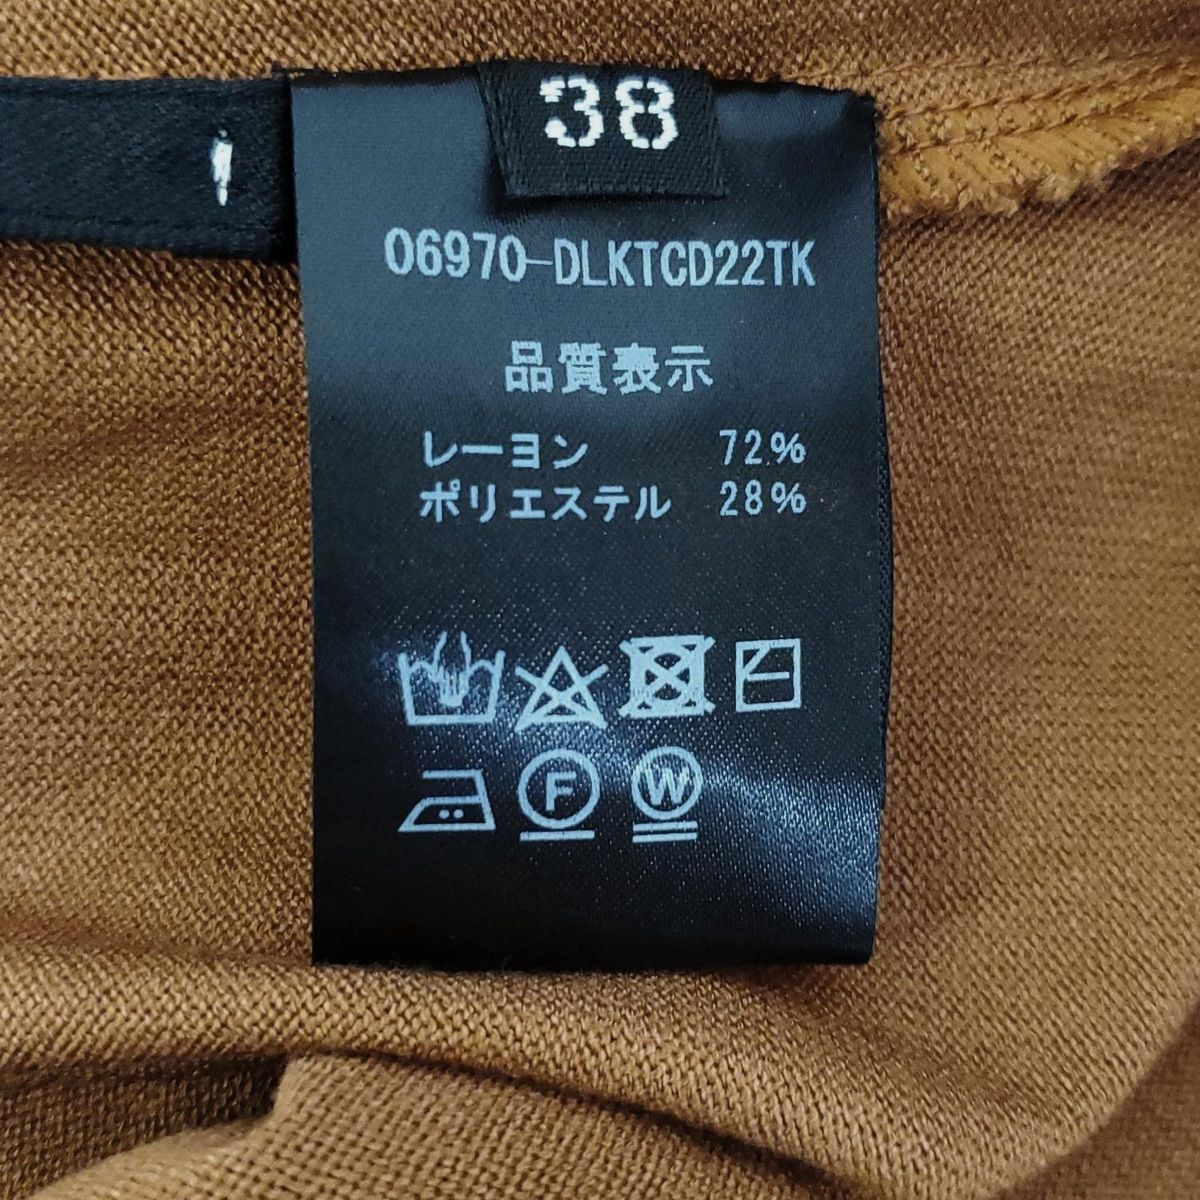 38
06970-DLKTCD22TK
品質表示
レーヨン 72%
ポリエステル 28%
F W